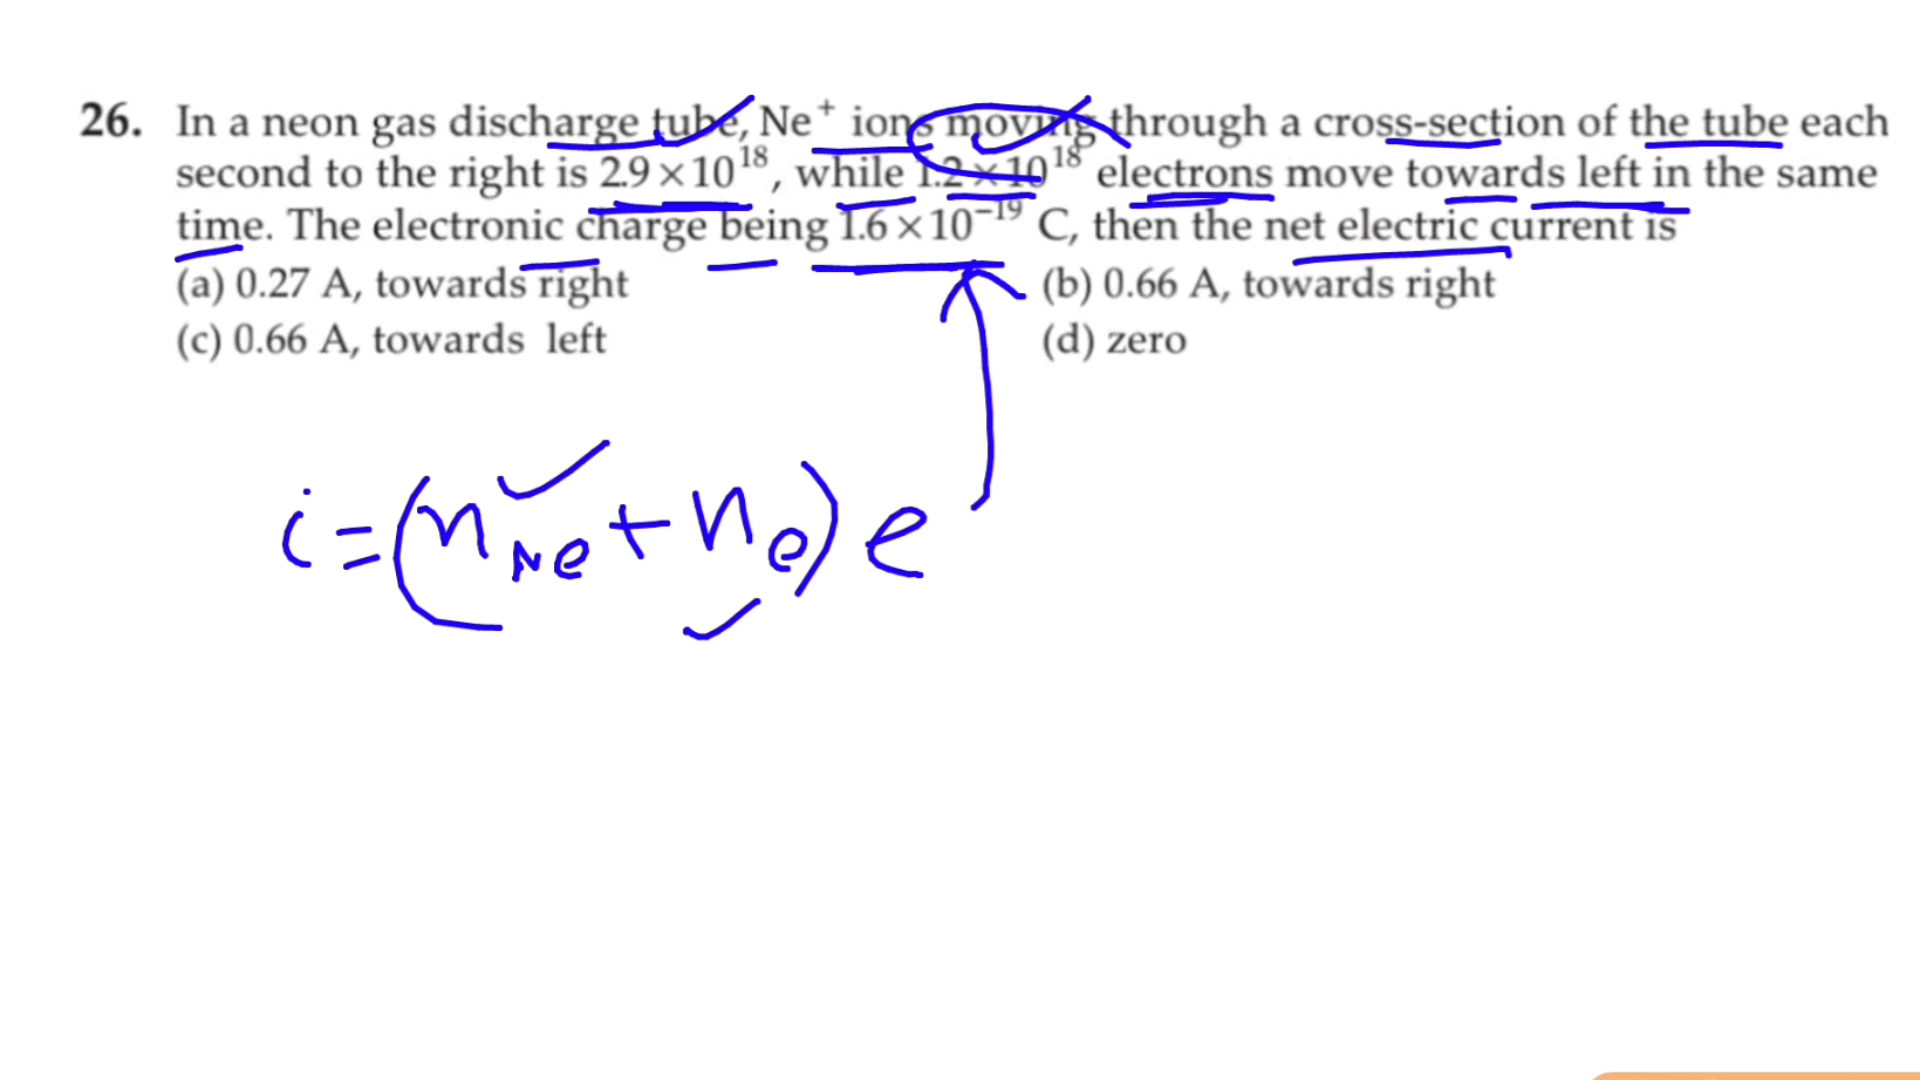 26. In a neon gas discharge tube, Ne⁺ ions moving through a cross-section of the tube each
second to the right is 2.9 × 10¹⁸, while 1.2 × 10¹⁸ electrons move towards left in the same
time. The electronic charge being 1.6 × 10⁻¹⁹ C, then the net electric current is
(a) 0.27 A, towards right (b) 0.66 A, towards right
(c) 0.66 A, towards left (d) zero
i = (n_Ne + n_e) e